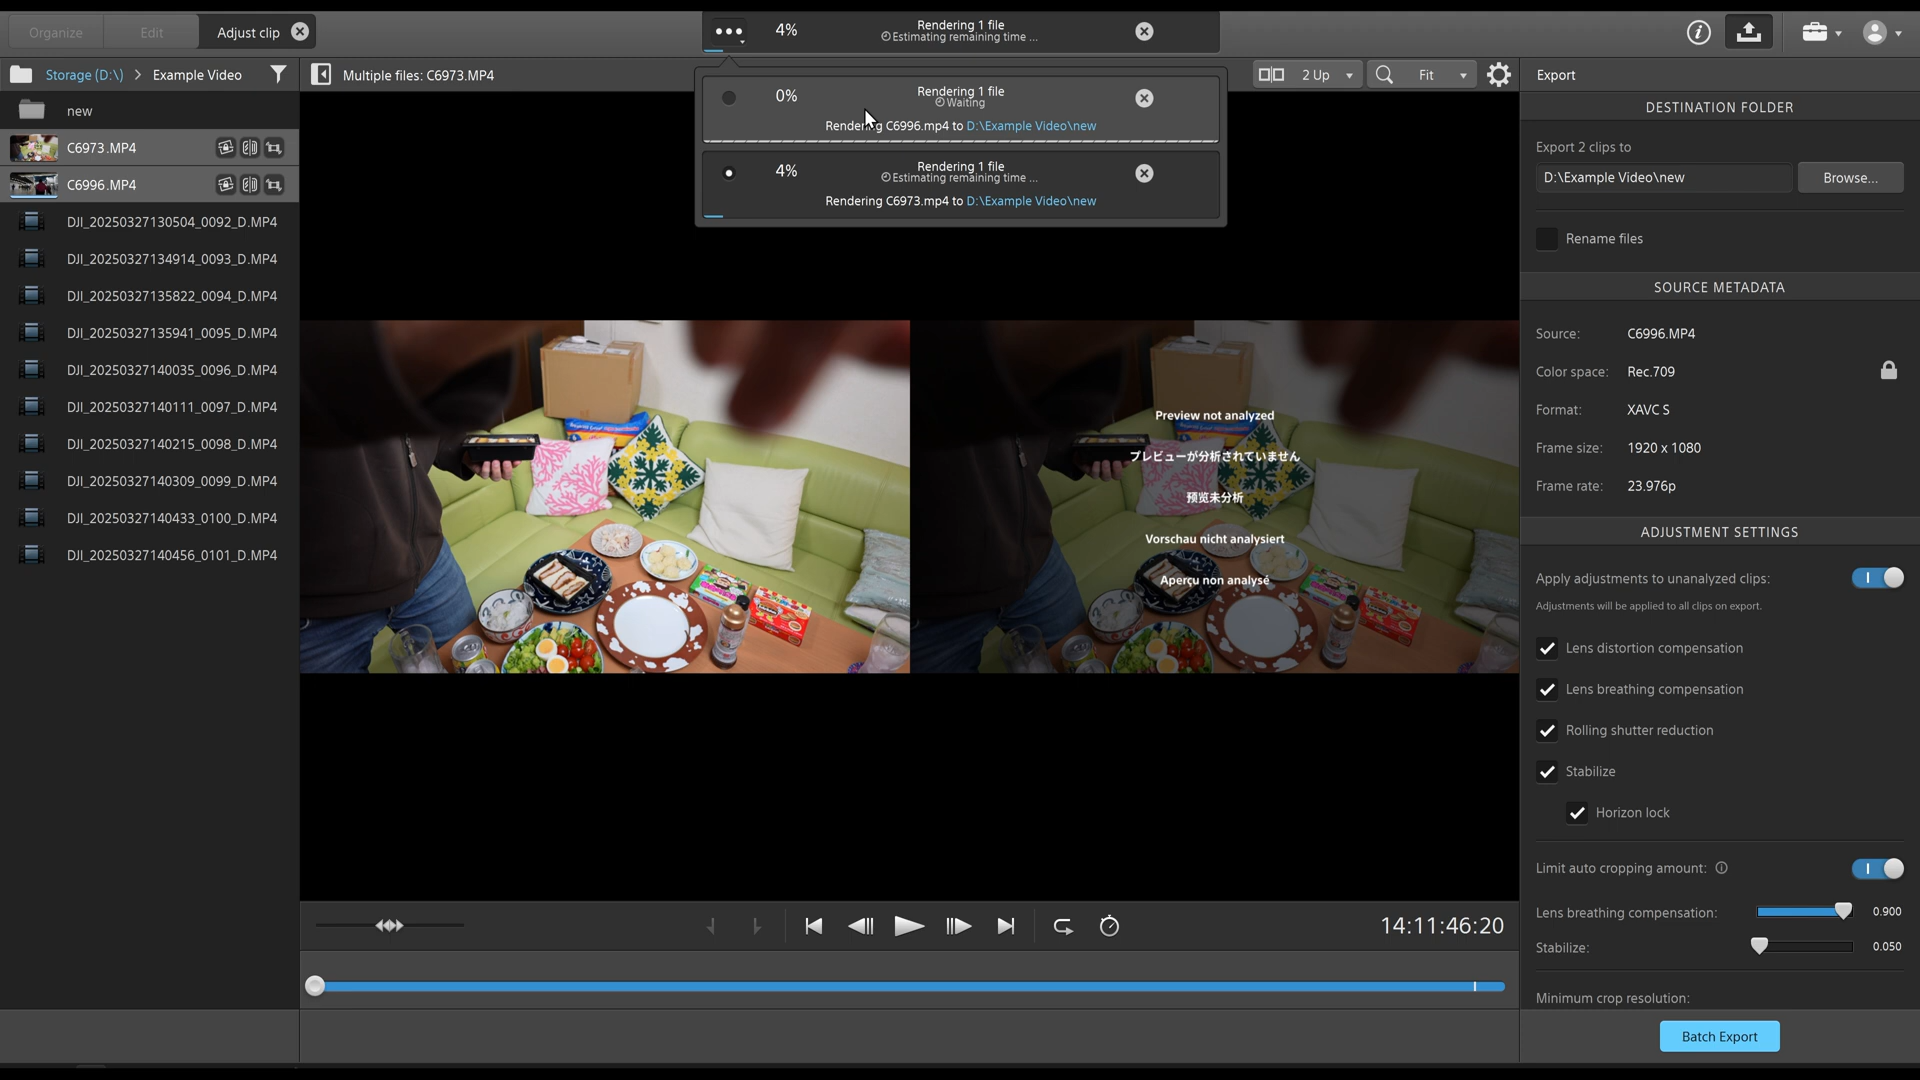 Organize
Edit
Adjust clip
4%
Rendering 1 file
Estimating remaining time ...
Storage (D:\) > Example Video
Multiple files: C6973.MP4
2 Up
Fit
Export
0%
Rendering 1 file
Waiting
Rendering C6996.mp4 to D:\Example Video\new
4%
Rendering 1 file
Estimating remaining time ...
Rendering C6973.mp4 to D:\Example Video\new
new
C6973.MP4
C6996.MP4
DJI_20250327130504_0092_D.MP4
DJI_20250327134914_0093_D.MP4
DJI_20250327135822_0094_D.MP4
DJI_20250327135941_0095_D.MP4
DJI_20250327140035_0096_D.MP4
DJI_20250327140111_0097_D.MP4
DJI_20250327140215_0098_D.MP4
DJI_20250327140309_0099_D.MP4
DJI_20250327140433_0100_D.MP4
DJI_20250327140456_0101_D.MP4
Preview not analyzed
プレビューが分析されていません
预览未分析
Vorschau nicht analysiert
Aperçu non analysé
14:11:46:20
DESTINATION FOLDER
Export 2 clips to
D:\Example Video\new
Browse...
Rename files
SOURCE METADATA
Source: C6996.MP4
Color space: Rec.709
Format: XAVC S
Frame size: 1920 x 1080
Frame rate: 23.976p
ADJUSTMENT SETTINGS
Apply adjustments to unanalyzed clips:
Adjustments will be applied to all clips on export.
Lens distortion compensation
Lens breathing compensation
Rolling shutter reduction
Stabilize
Horizon lock
Limit auto cropping amount:
Lens breathing compensation: 0.900
Stabilize: 0.050
Minimum crop resolution:
Batch Export